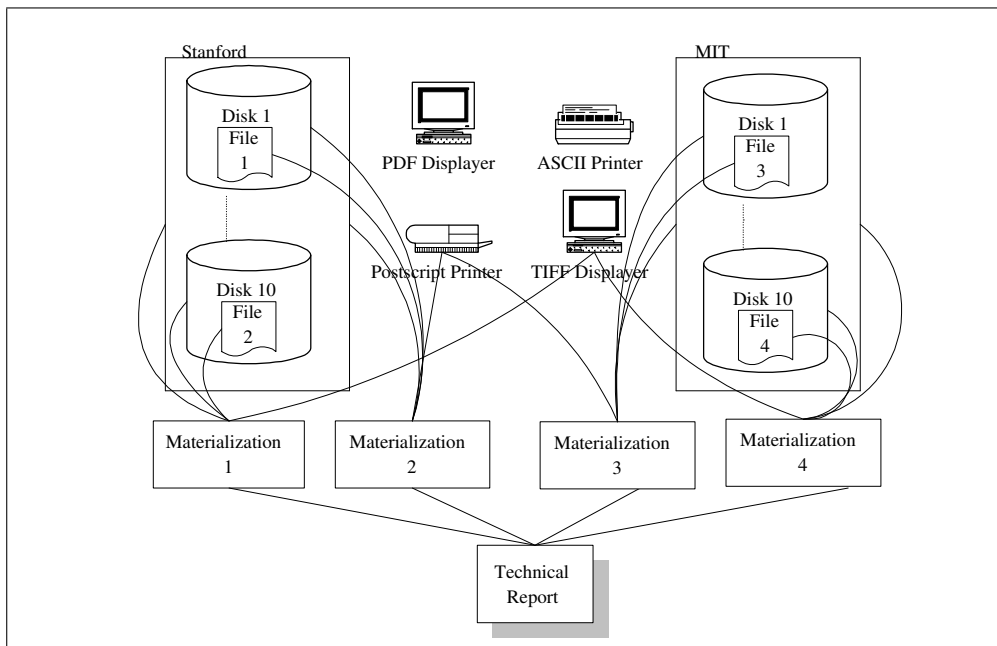 Stanford
MIT
Disk 1
File
1
PDF Displayer
ASCII Printer
Disk 1
File
3
Postscript Printer
TIFF Displayer
Disk 10
File
2
Disk 10
File
4
Materialization
1
Materialization
2
Materialization
3
Materialization
4
Technical
Report